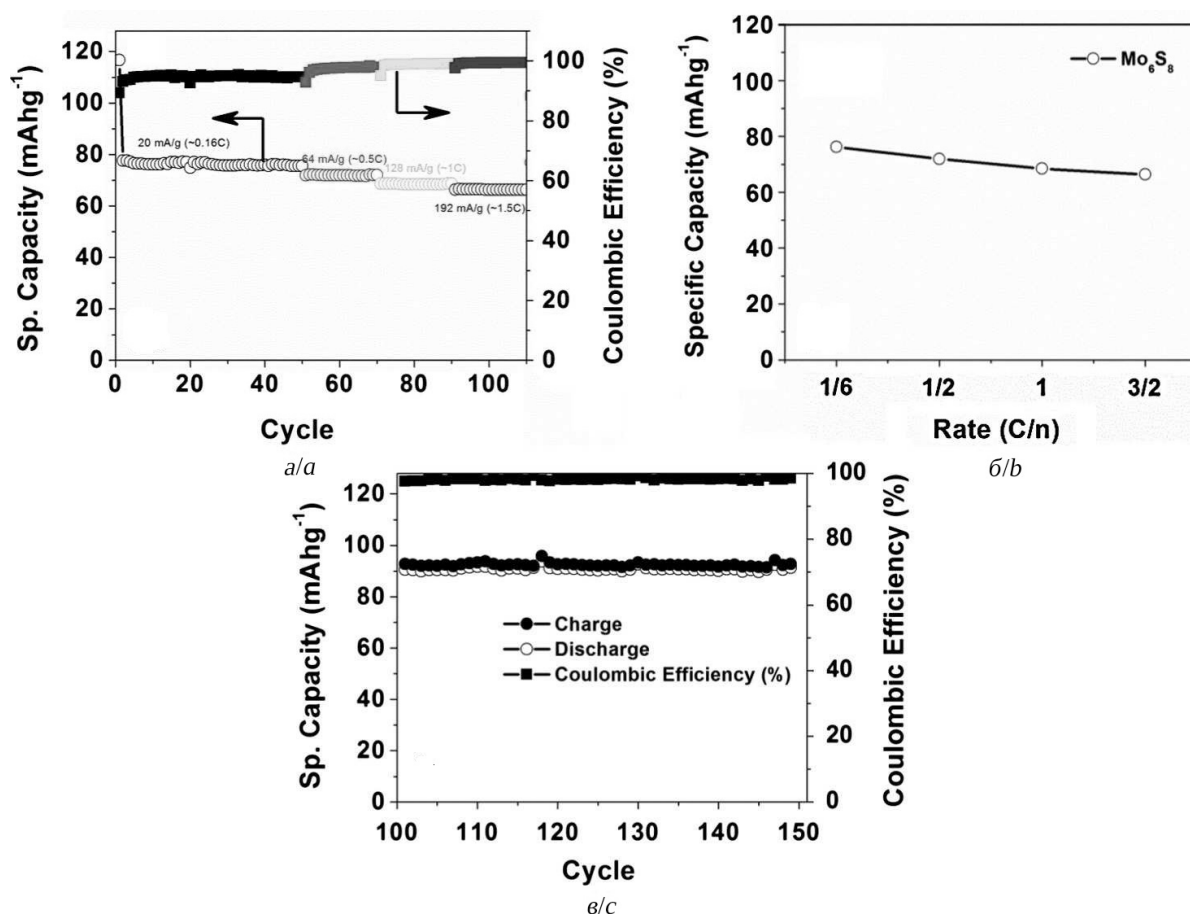 Sp. Capacity (mAhg⁻¹)
120
100
80
60
40
20
0
20 mA/g (~0.16C)
64 mA/g (~0.5C)
128 mA/g (~1C)
192 mA/g (~1.5C)
100
80
60
40
20
0
Coulombic Efficiency (%)
0 20 40 60 80 100
Cycle
а/a
Specific Capacity (mAhg⁻¹)
120
100
80
60
40
20
0
Mo₆S₈
1/6 1/2 1 3/2
Rate (C/n)
б/b
Sp. Capacity (mAhg⁻¹)
120
100
80
60
40
20
0
Charge
Discharge
Coulombic Efficiency (%)
100
80
60
40
20
0
Coulombic Efficiency (%)
100 110 120 130 140 150
Cycle
в/c